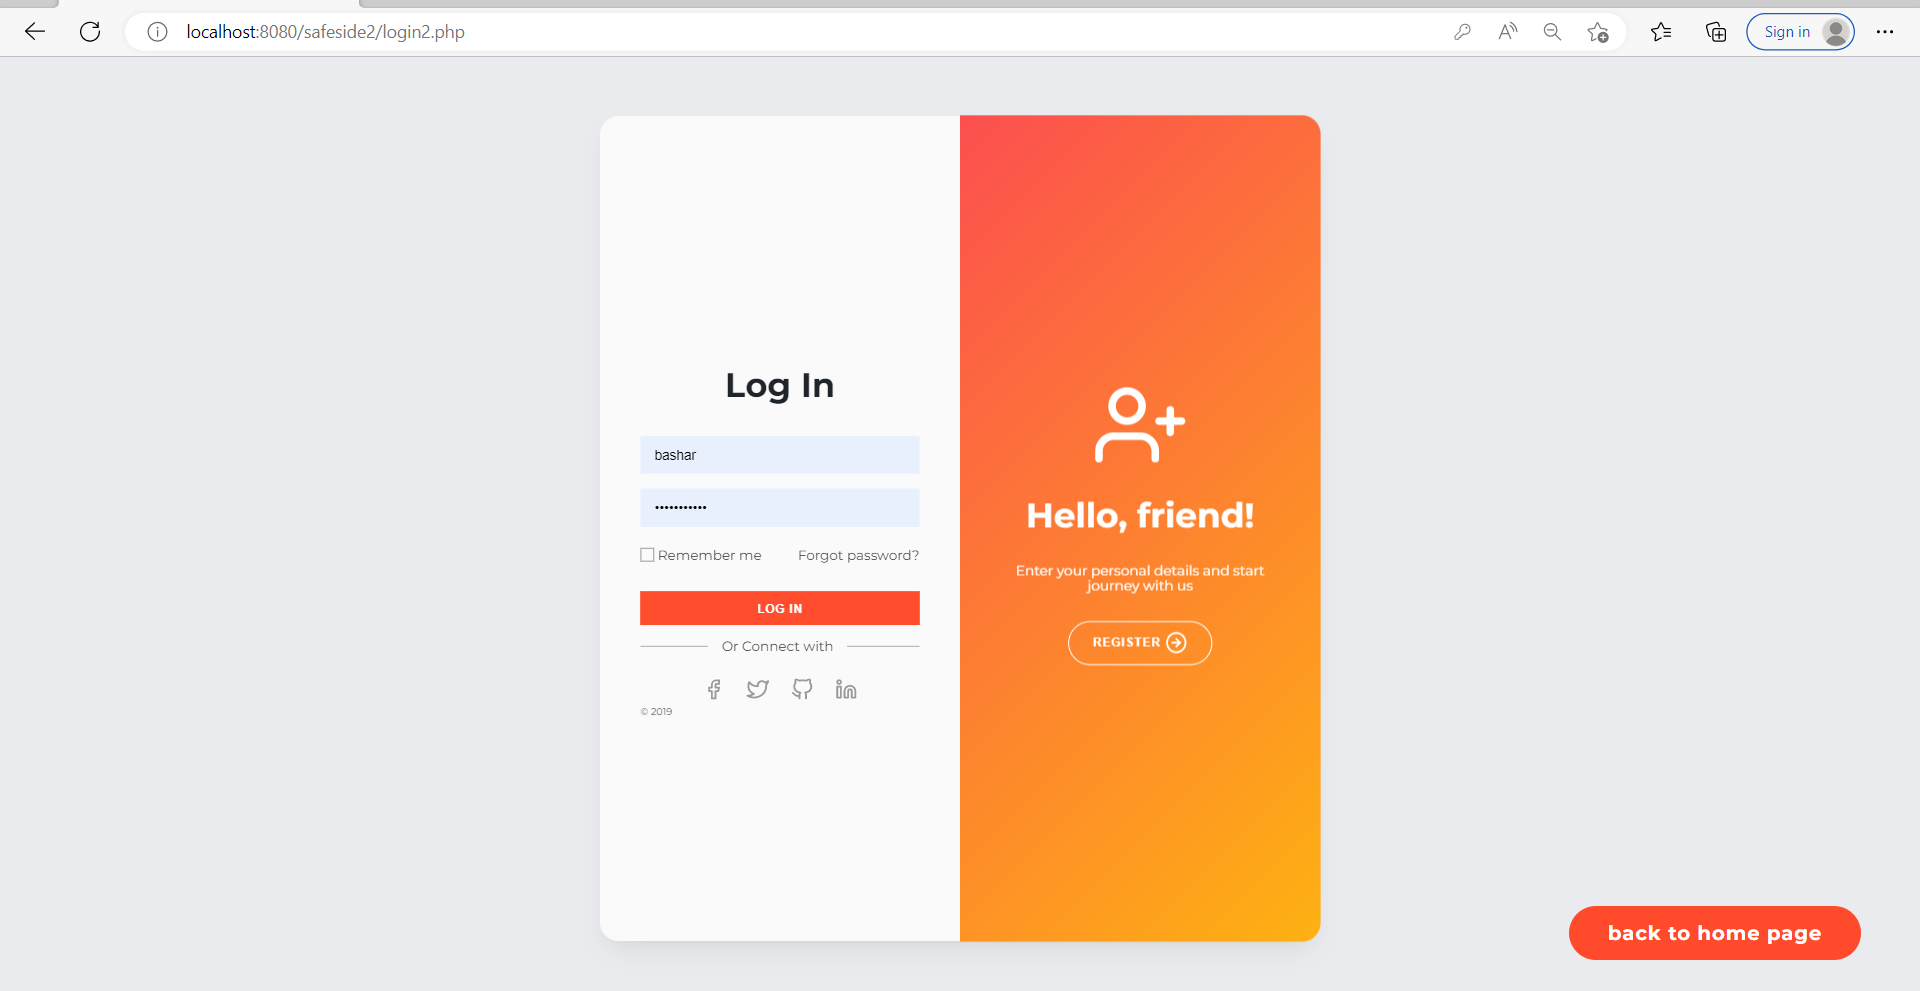 localhost:8080/safeside2/login2.php
Sign in
Log In
bashar
•••••••••••
Remember me
Forgot password?
LOG IN
Or Connect with
© 2019
Hello, friend!
Enter your personal details and start
journey with us
REGISTER
back to home page